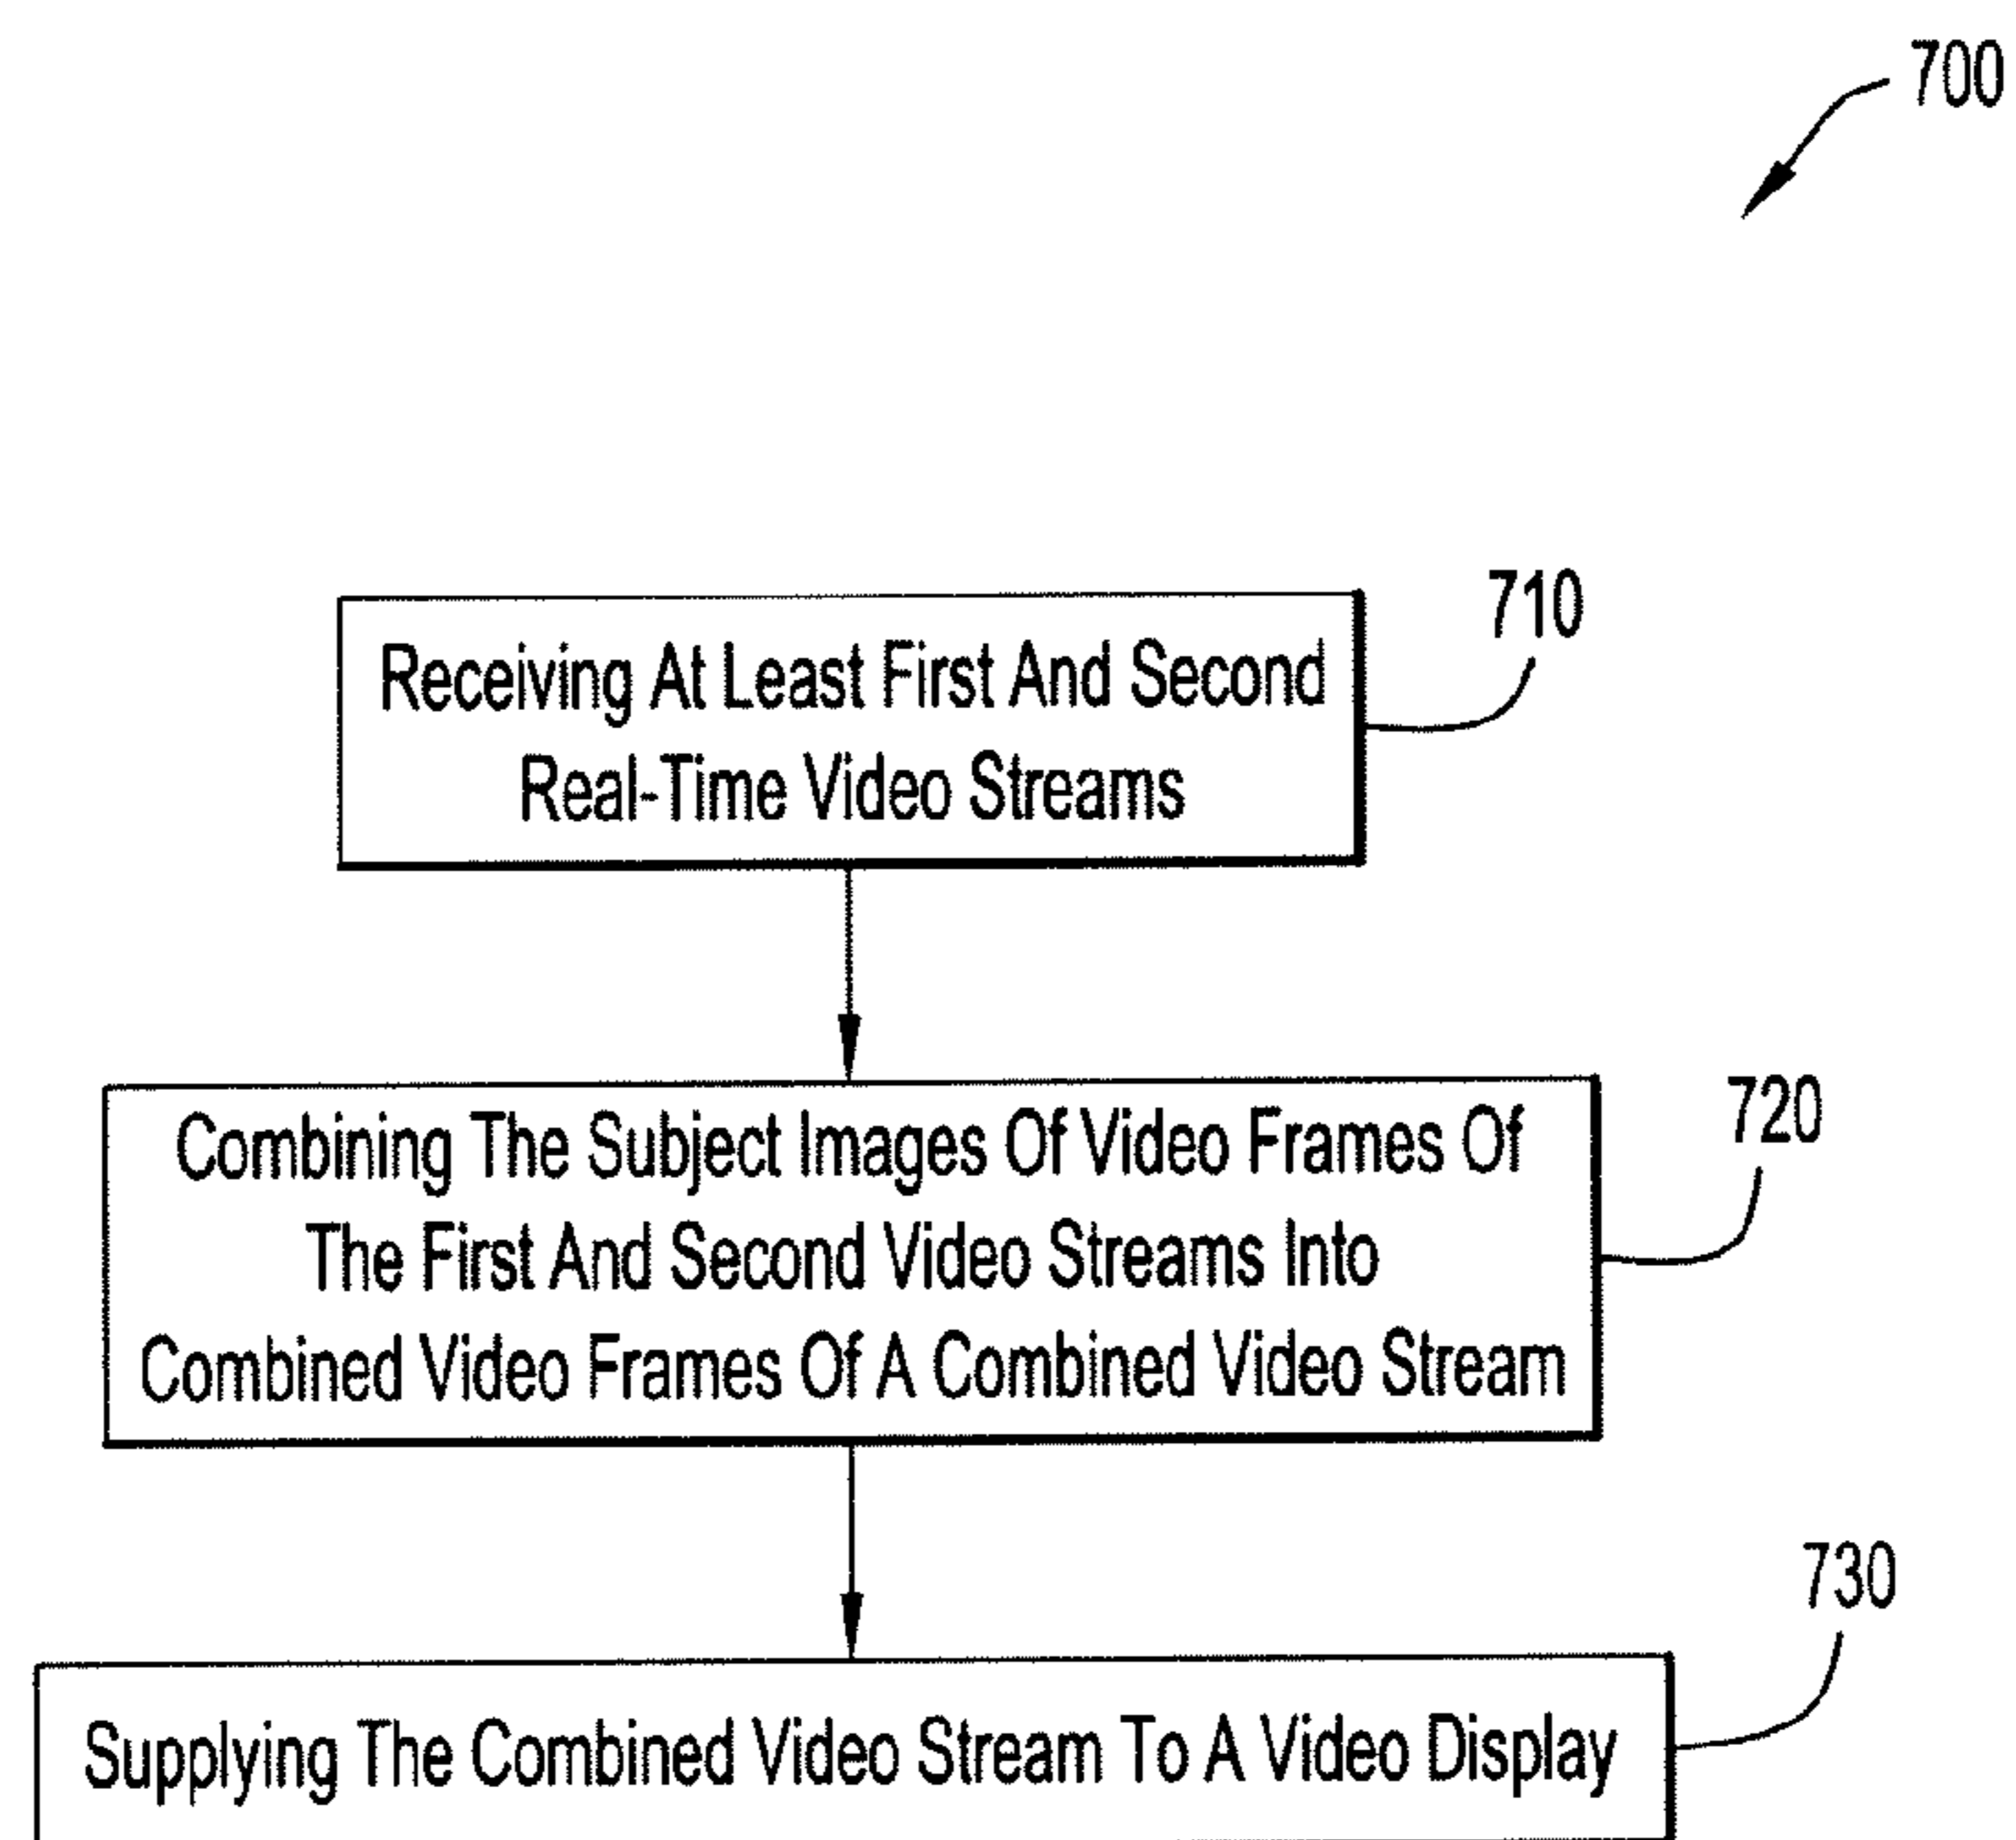 700
710
Receiving At Least First And Second
Real-Time Video Streams
720
Combining The Subject Images Of Video Frames Of
The First And Second Video Streams Into
Combined Video Frames Of A Combined Video Stream
730
Supplying The Combined Video Stream To A Video Display